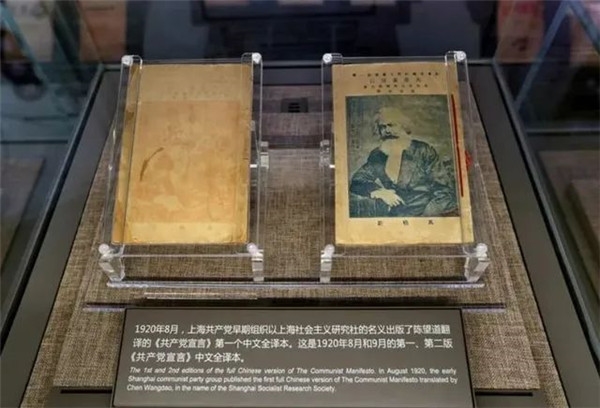 馬格斯
1920年8月，上海共产党早期组织以上海社会主义研究社的名义出版了陈望道翻
译的《共产党宣言》第一个中文全译本。这是1920年8月和9月的第一、第二版
《共产党宣言》中文全译本。
The 1st and 2nd editions of the full Chinese version of The Communist Manifesto. In August 1920, the early
Shanghai communist party group published the first full Chinese version of The Communist Manifesto translated by
Chen Wangdao, in the name of the Shanghai Socialist Research Society.